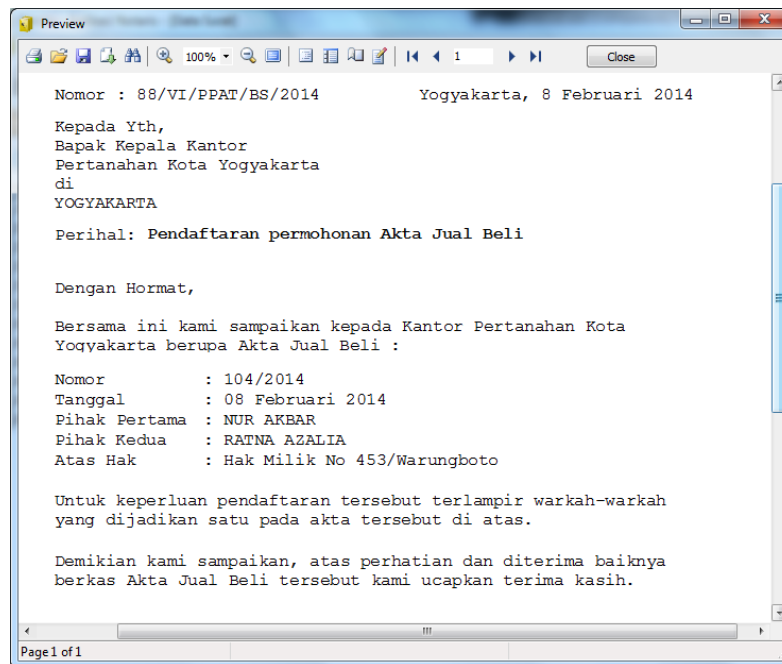 Preview
100%
1
Close
Nomor : 88/VI/PPAT/BS/2014 Yogyakarta, 8 Februari 2014
Kepada Yth,
Bapak Kepala Kantor
Pertanahan Kota Yogyakarta
di
YOGYAKARTA
Perihal: Pendaftaran permohonan Akta Jual Beli
Dengan Hormat,
Bersama ini kami sampaikan kepada Kantor Pertanahan Kota
Yogyakarta berupa Akta Jual Beli :
Nomor : 104/2014
Tanggal : 08 Februari 2014
Pihak Pertama : NUR AKBAR
Pihak Kedua : RATNA AZALIA
Atas Hak : Hak Milik No 453/Warungboto
Untuk keperluan pendaftaran tersebut terlampir warkah-warkah
yang dijadikan satu pada akta tersebut di atas.
Demikian kami sampaikan, atas perhatian dan diterima baiknya
berkas Akta Jual Beli tersebut kami ucapkan terima kasih.
Page 1 of 1